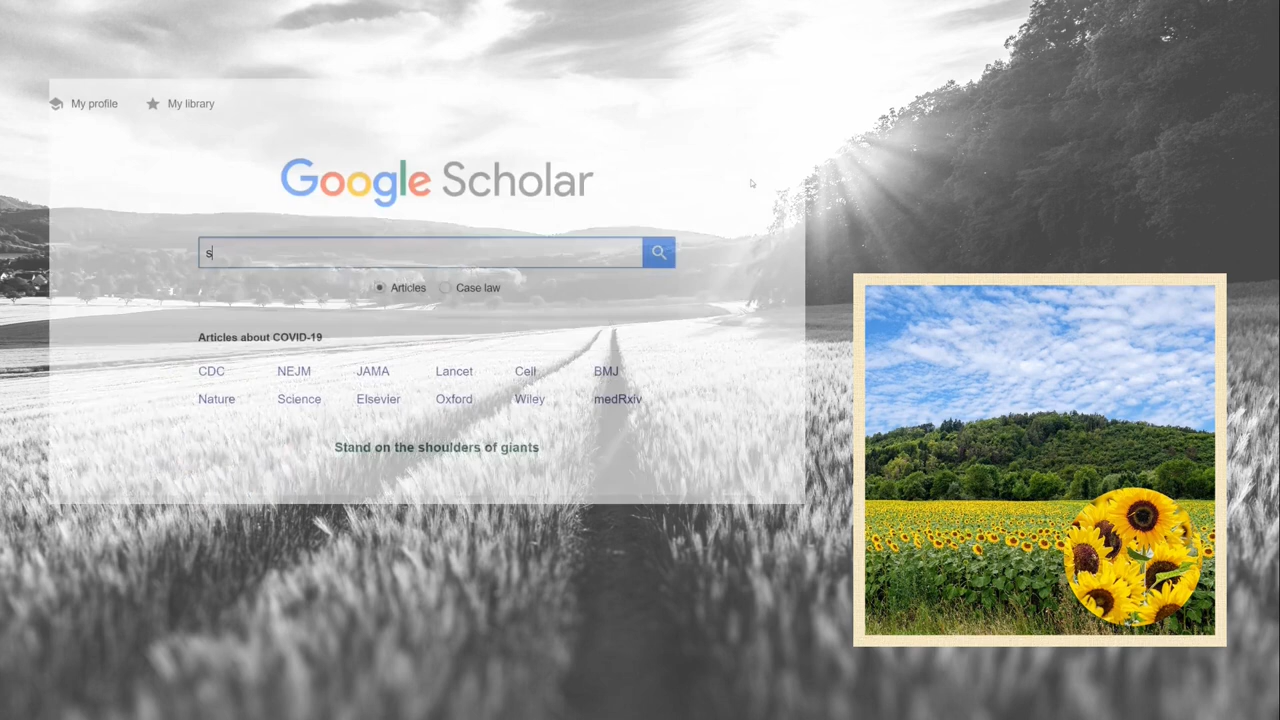 My profile My library
Google Scholar
s
Articles Case law
Articles about COVID-19
CDC NEJM JAMA Lancet Cell BMJ
Nature Science Elsevier Oxford Wiley medRxiv
Stand on the shoulders of giants